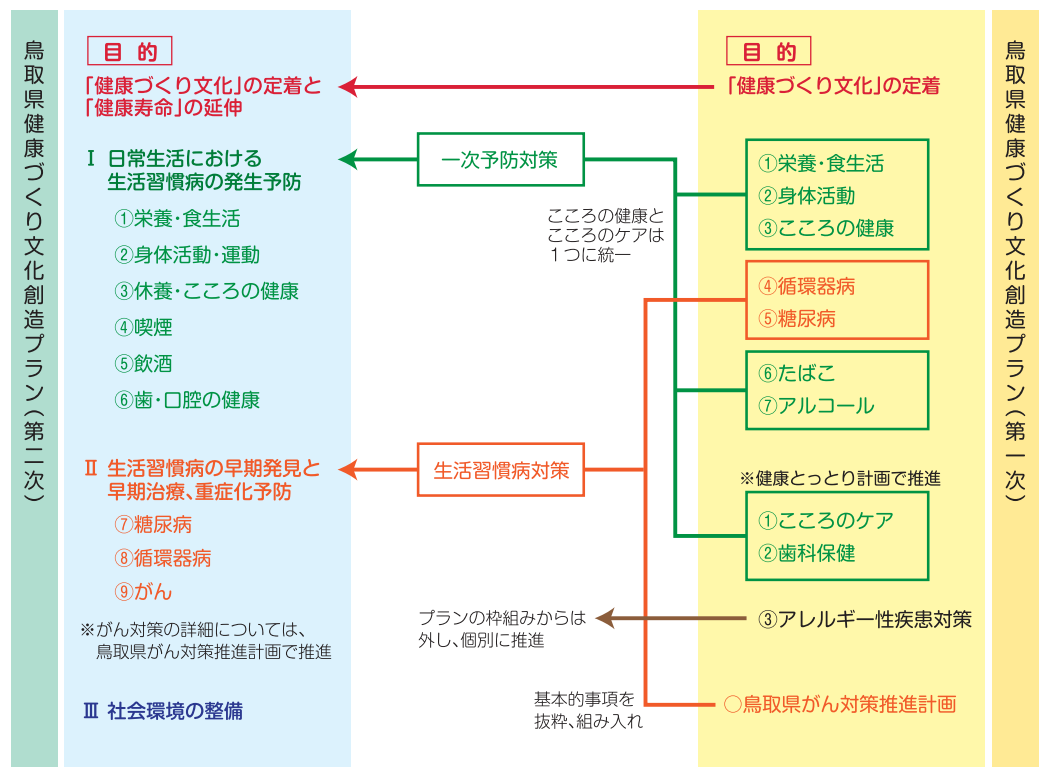 鳥取県健康づくり文化創造プラン(第二次)
目 的
「健康づくり文化」の定着と
「健康寿命」の延伸
Ⅰ 日常生活における
生活習慣病の発生予防
①栄養・食生活
②身体活動・運動
③休養・こころの健康
④喫煙
⑤飲酒
⑥歯・口腔の健康
Ⅱ 生活習慣病の早期発見と
早期治療、重症化予防
⑦糖尿病
⑧循環器病
⑨がん
※がん対策の詳細については、
鳥取県がん対策推進計画で推進
Ⅲ 社会環境の整備
一次予防対策
こころの健康と
こころのケアは
1つに統一
生活習慣病対策
プランの枠組みからは
外し、個別に推進
基本的事項を
抜粋、組み入れ
目 的
「健康づくり文化」の定着
①栄養・食生活
②身体活動
③こころの健康
④循環器病
⑤糖尿病
⑥たばこ
⑦アルコール
※健康とっとり計画で推進
①こころのケア
②歯科保健
③アレルギー性疾患対策
○鳥取県がん対策推進計画
鳥取県健康づくり文化創造プラン(第一次)